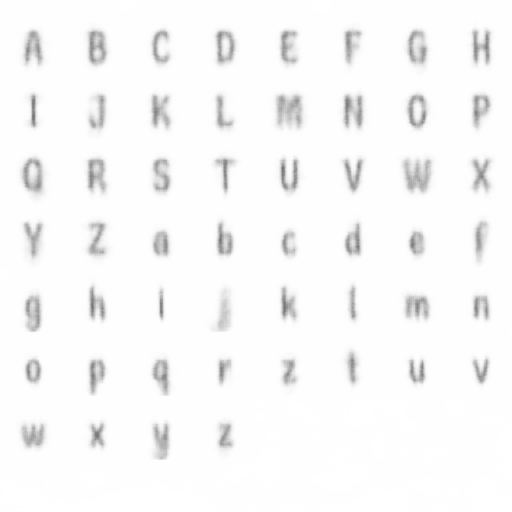 A B C D E F G H
I J K L M N O P
Q R S T U V W X
Y Z a b c d e f
g h i j k l m n
o p q r z t u v
w x y z